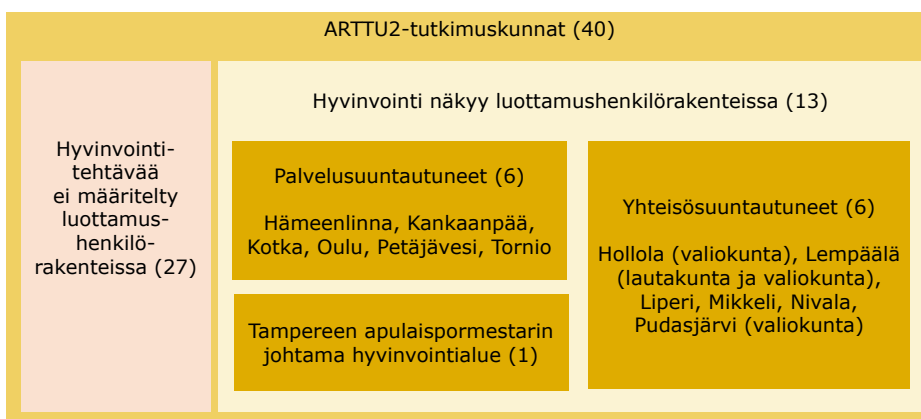 ARTTU2-tutkimuskunnat (40)
Hyvinvointi-
tehtävää
ei määritelty
luottamus-
henkilö-
rakenteissa (27)
Hyvinvointi näkyy luottamushenkilörakenteissa (13)
Palvelusuuntautuneet (6)
Hämeenlinna, Kankaanpää,
Kotka, Oulu, Petäjävesi, Tornio
Tampereen apulaispormestarin
johtama hyvinvointialue (1)
Yhteisösuuntautuneet (6)
Hollola (valiokunta), Lempäälä
(lautakunta ja valiokunta),
Liperi, Mikkeli, Nivala,
Pudasjärvi (valiokunta)